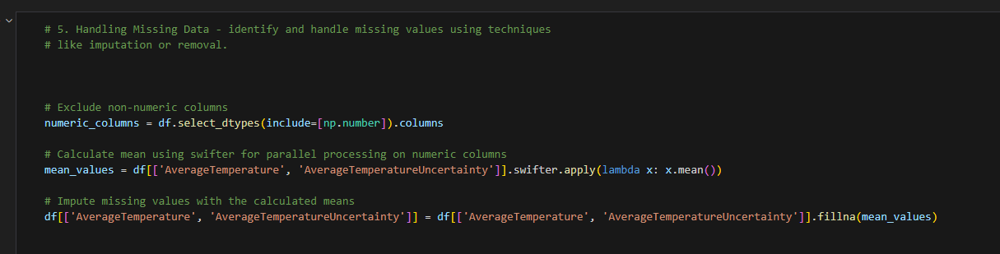 # 5. Handling Missing Data - identify and handle missing values using techniques
# like imputation or removal.
# Exclude non-numeric columns
numeric_columns = df.select_dtypes(include=[np.number]).columns
# Calculate mean using swifter for parallel processing on numeric columns
mean_values = df[['AverageTemperature', 'AverageTemperatureUncertainty']].swifter.apply(lambda x: x.mean())
# Impute missing values with the calculated means
df[['AverageTemperature', 'AverageTemperatureUncertainty']] = df[['AverageTemperature', 'AverageTemperatureUncertainty']].fillna(mean_values)